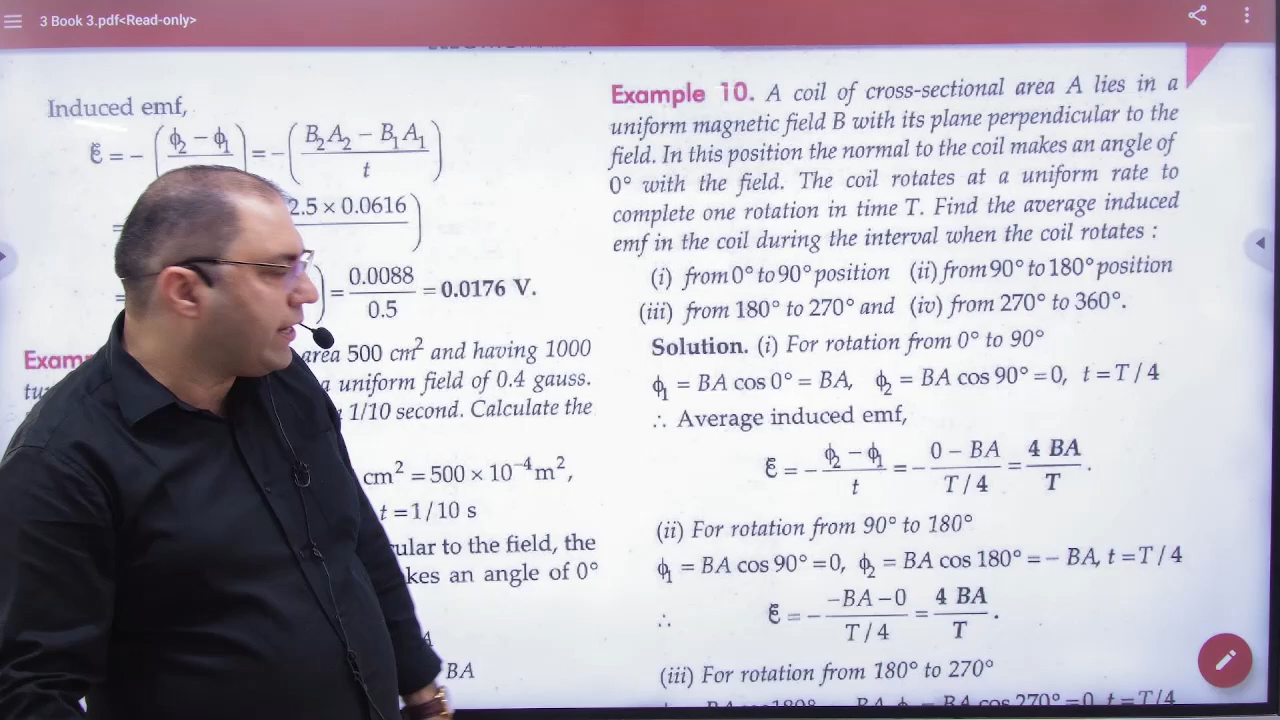 3 Book 3.pdf<Read-only>
Induced emf,
ℰ = − ( ϕ₂ − ϕ₁ ) = − ( B₂A₂ − B₁A₁ / t )
2.5 × 0.0616 )
) = 0.0088 / 0.5 = 0.0176 V.
area 500 cm² and having 1000
a uniform field of 0.4 gauss.
1/10 second. Calculate the
cm² = 500 × 10⁻⁴ m²,
t = 1/10 s
to the field, the
an angle of 0°
BA
Example 10. A coil of cross-sectional area A lies in a
uniform magnetic field B with its plane perpendicular to the
field. In this position the normal to the coil makes an angle of
0° with the field. The coil rotates at a uniform rate to
complete one rotation in time T. Find the average induced
emf in the coil during the interval when the coil rotates :
(i) from 0° to 90° position (ii) from 90° to 180° position
(iii) from 180° to 270° and (iv) from 270° to 360°.
Solution. (i) For rotation from 0° to 90°
ϕ₁ = BA cos 0° = BA, ϕ₂ = BA cos 90° = 0, t = T / 4
∴ Average induced emf,
ℰ = − ϕ₂ − ϕ₁ / t = − 0 − BA / T / 4 = 4 BA / T .
(ii) For rotation from 90° to 180°
ϕ₁ = BA cos 90° = 0, ϕ₂ = BA cos 180° = − BA, t = T / 4
∴ ℰ = − −BA − 0 / T / 4 = 4 BA / T .
(iii) For rotation from 180° to 270°
BA cos 270° = 0, t = T/4